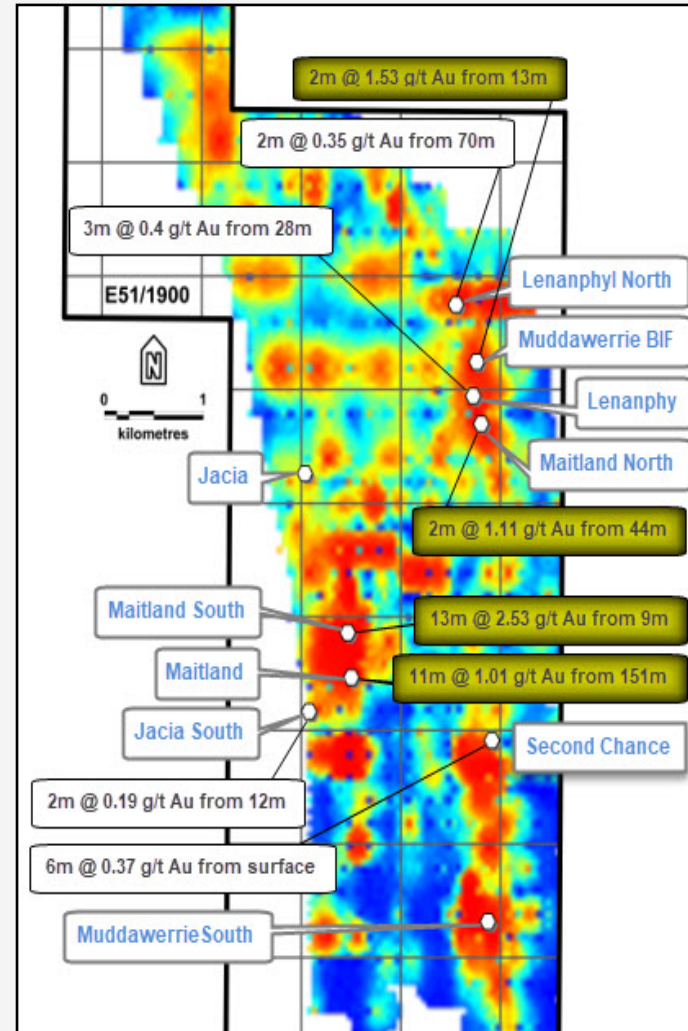 2m @ 1.53 g/t Au from 13m
2m @ 0.35 g/t Au from 70m
3m @ 0.4 g/t Au from 28m
Lenanphyl North
E51/1900
Muddawerrie BIF
N
Lenanphy
0 1
kilometres
Maitland North
Jacia
2m @ 1.11 g/t Au from 44m
Maitland South
13m @ 2.53 g/t Au from 9m
Maitland
11m @ 1.01 g/t Au from 151m
Jacia South
Second Chance
2m @ 0.19 g/t Au from 12m
6m @ 0.37 g/t Au from surface
MuddawerrieSouth